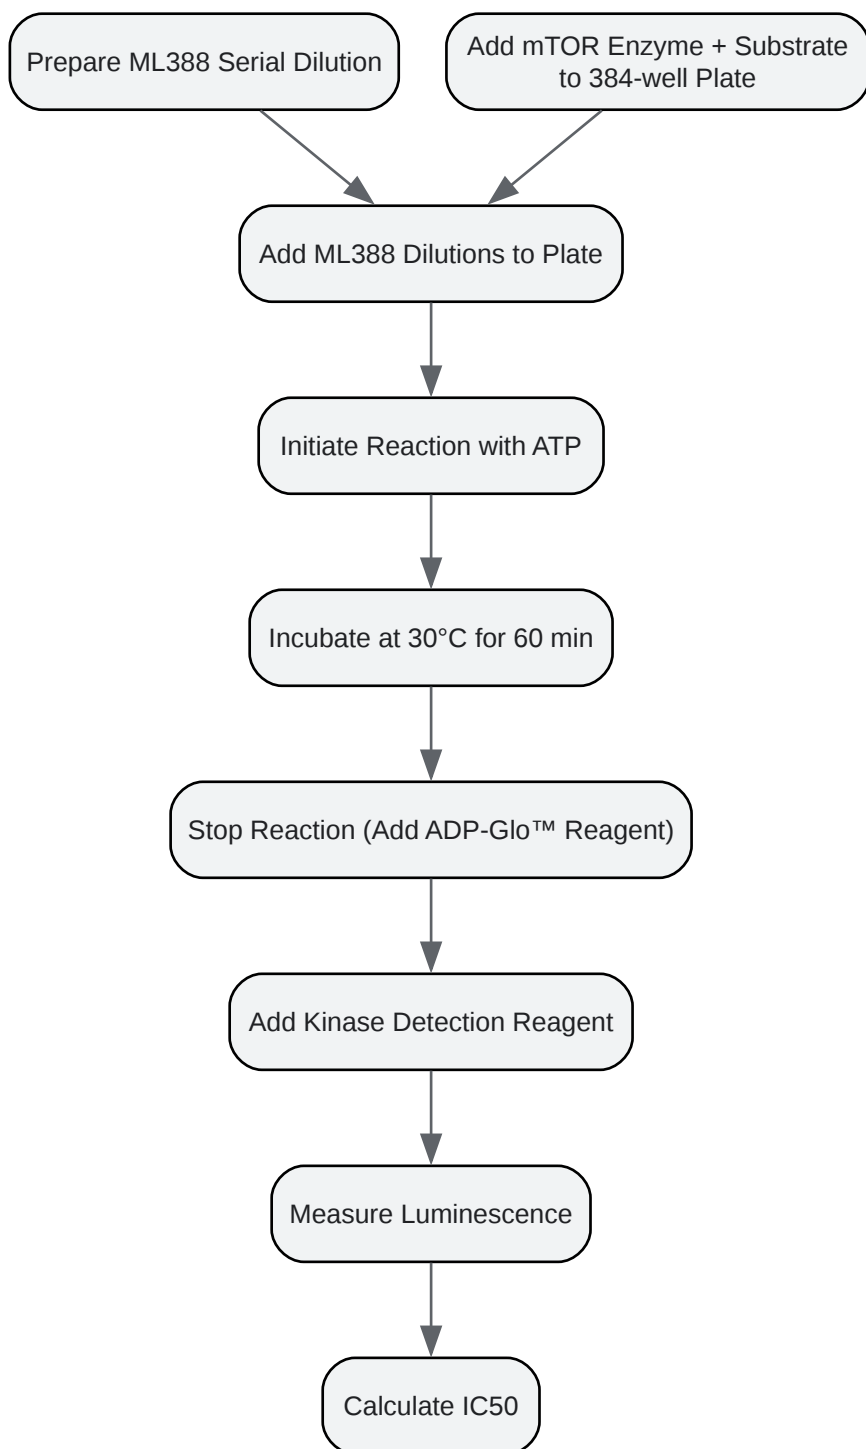 Prepare ML388 Serial Dilution
Add mTOR Enzyme + Substrate
to 384-well Plate
Add ML388 Dilutions to Plate
Initiate Reaction with ATP
Incubate at 30°C for 60 min
Stop Reaction (Add ADP-Glo™ Reagent)
Add Kinase Detection Reagent
Measure Luminescence
Calculate IC50